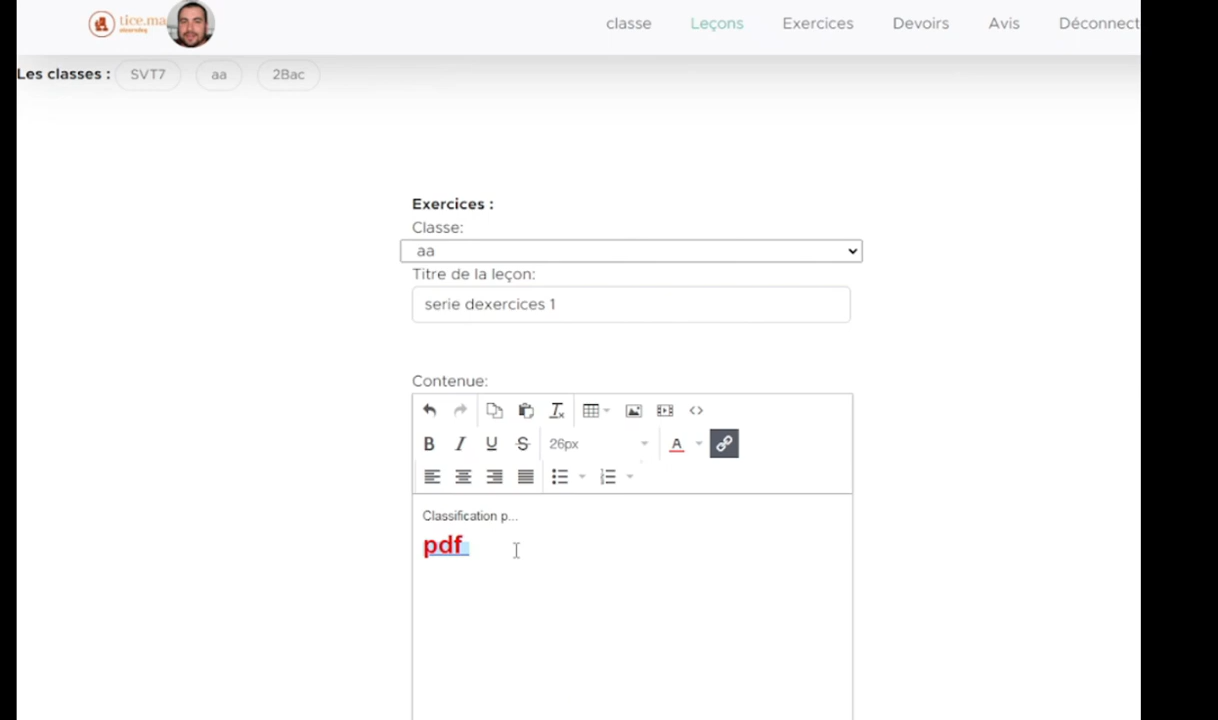 tice.ma
elearning
classe Leçons Exercices Devoirs Avis Déconnect
Les classes : SVT7 aa 2Bac
Exercices :
Classe:
aa
Titre de la leçon:
serie dexercices 1
Contenue:
B I U S 26px A
Classification p...
pdf